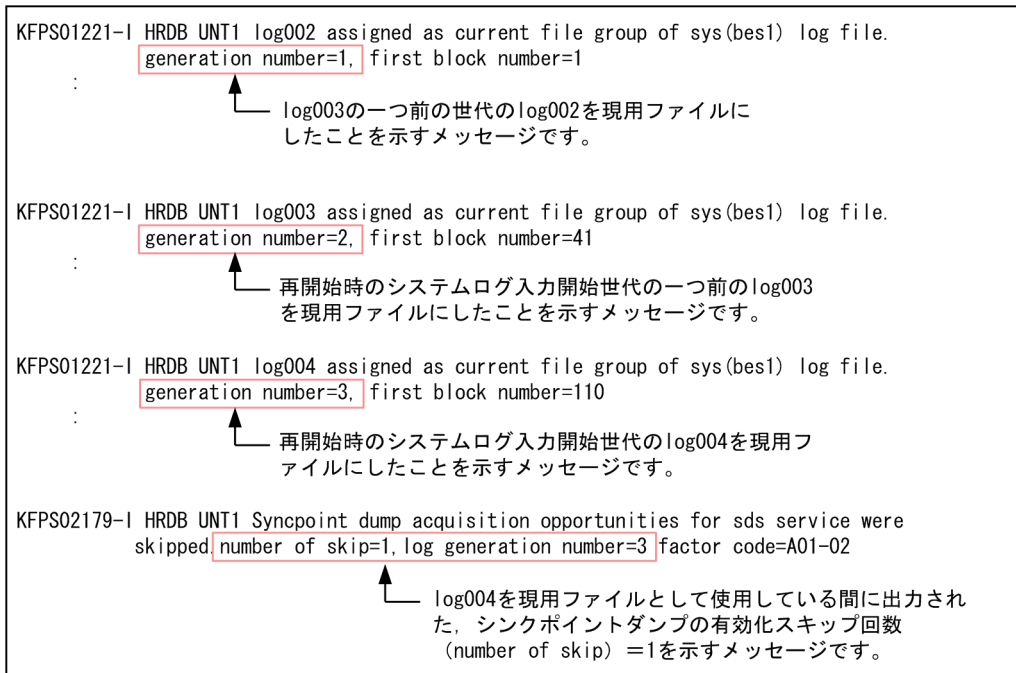 KFPS01221-I HRDB UNT1 log002 assigned as current file group of sys(bes1) log file.
generation number=1, first block number=1
:
log003の一つ前の世代のlog002を現用ファイルに
したことを示すメッセージです。
KFPS01221-I HRDB UNT1 log003 assigned as current file group of sys(bes1) log file.
generation number=2, first block number=41
:
再開始時のシステムログ入力開始世代の一つ前のlog003
を現用ファイルにしたことを示すメッセージです。
KFPS01221-I HRDB UNT1 log004 assigned as current file group of sys(bes1) log file.
generation number=3, first block number=110
:
再開始時のシステムログ入力開始世代のlog004を現用フ
ァイルにしたことを示すメッセージです。
KFPS02179-I HRDB UNT1 Syncpoint dump acquisition opportunities for sds service were
skipped. number of skip=1, log generation number=3 factor code=A01-02
log004を現用ファイルとして使用している間に出力され
た, シンクポイントダンプの有効化スキップ回数
(number of skip) =1を示すメッセージです。